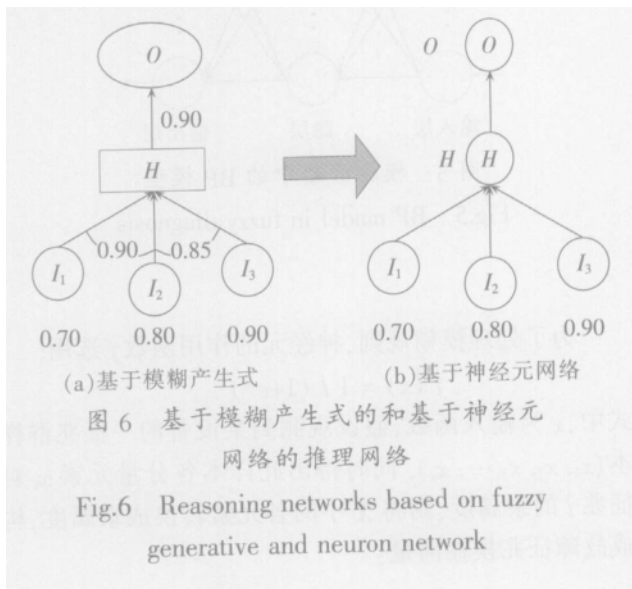 O O O
0.90
H H H
0.90 0.85
I₁ I₂ I₃ I₁ I₂ I₃
0.70 0.80 0.90 0.70 0.80 0.90
(a)基于模糊产生式 (b)基于神经元网络
图 6 基于模糊产生式的和基于神经元
网络的推理网络
Fig.6 Reasoning networks based on fuzzy
generative and neuron network